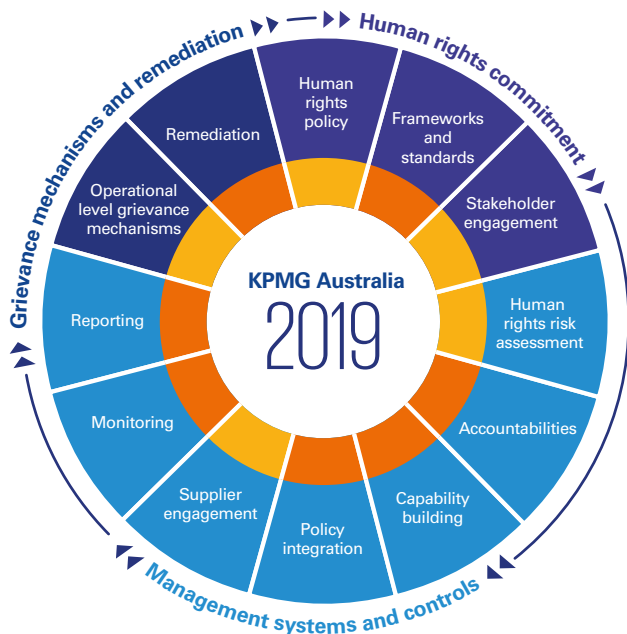 Human rights commitment
Human
rights
policy
Frameworks
and
standards
Stakeholder
engagement
Management systems and controls
Human
rights risk
assessment
Accountabilities
Capability
building
Policy
integration
Supplier
engagement
Monitoring
Reporting
Grievance mechanisms and remediation
Operational
level grievance
mechanisms
Remediation
KPMG Australia
2019